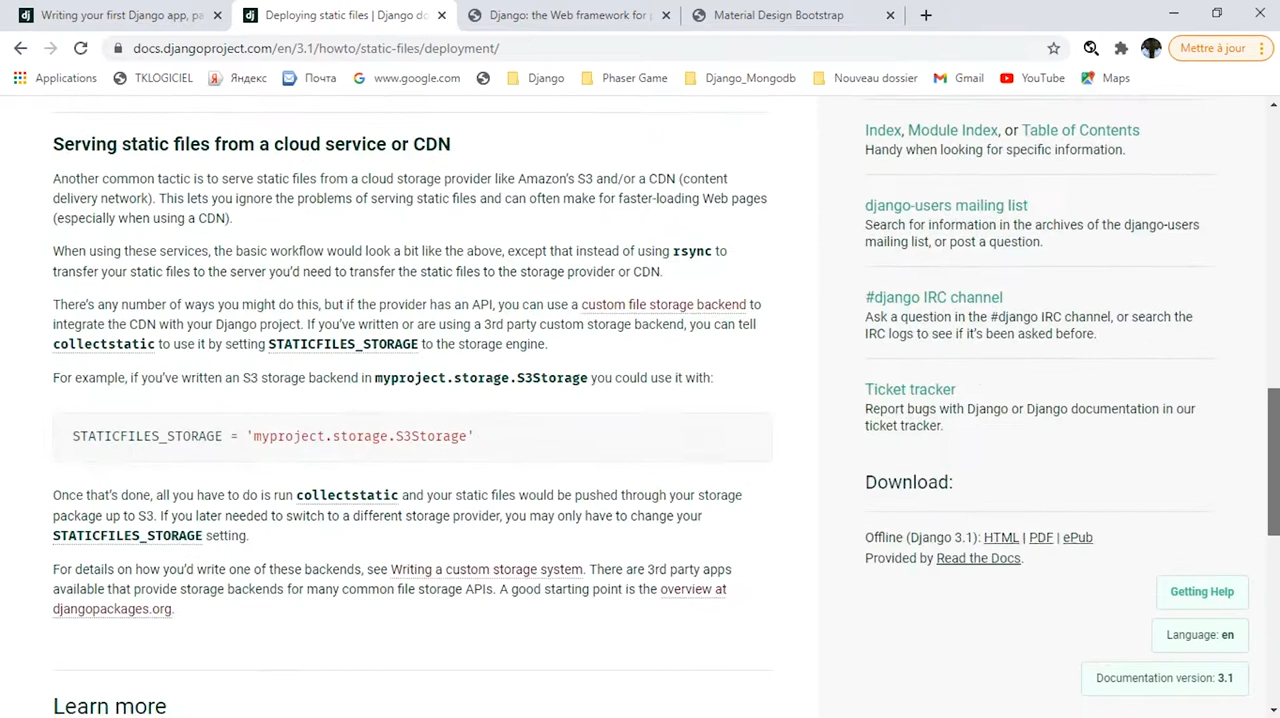 Writing your first Django app, pa
Deploying static files | Django do
Django: the Web framework for p
Material Design Bootstrap
docs.djangoproject.com/en/3.1/howto/static-files/deployment/
Mettre à jour
Applications
TKLOGICIEL
Яндекс
Почта
www.google.com
Django
Phaser Game
Django_Mongodb
Nouveau dossier
Gmail
YouTube
Maps
Serving static files from a cloud service or CDN
Another common tactic is to serve static files from a cloud storage provider like Amazon's S3 and/or a CDN (content
delivery network). This lets you ignore the problems of serving static files and can often make for faster-loading Web pages
(especially when using a CDN).
When using these services, the basic workflow would look a bit like the above, except that instead of using rsync to
transfer your static files to the server you'd need to transfer the static files to the storage provider or CDN.
There's any number of ways you might do this, but if the provider has an API, you can use a custom file storage backend to
integrate the CDN with your Django project. If you've written or are using a 3rd party custom storage backend, you can tell
collectstatic to use it by setting STATICFILES_STORAGE to the storage engine.
For example, if you've written an S3 storage backend in myproject.storage.S3Storage you could use it with:
STATICFILES_STORAGE = 'myproject.storage.S3Storage'
Once that's done, all you have to do is run collectstatic and your static files would be pushed through your storage
package up to S3. If you later needed to switch to a different storage provider, you may only have to change your
STATICFILES_STORAGE setting.
For details on how you'd write one of these backends, see Writing a custom storage system. There are 3rd party apps
available that provide storage backends for many common file storage APIs. A good starting point is the overview at
djangopackages.org.
Learn more
Index, Module Index, or Table of Contents
Handy when looking for specific information.
django-users mailing list
Search for information in the archives of the django-users
mailing list, or post a question.
#django IRC channel
Ask a question in the #django IRC channel, or search the
IRC logs to see if it's been asked before.
Ticket tracker
Report bugs with Django or Django documentation in our
ticket tracker.
Download:
Offline (Django 3.1): HTML | PDF | ePub
Provided by Read the Docs.
Getting Help
Language: en
Documentation version: 3.1